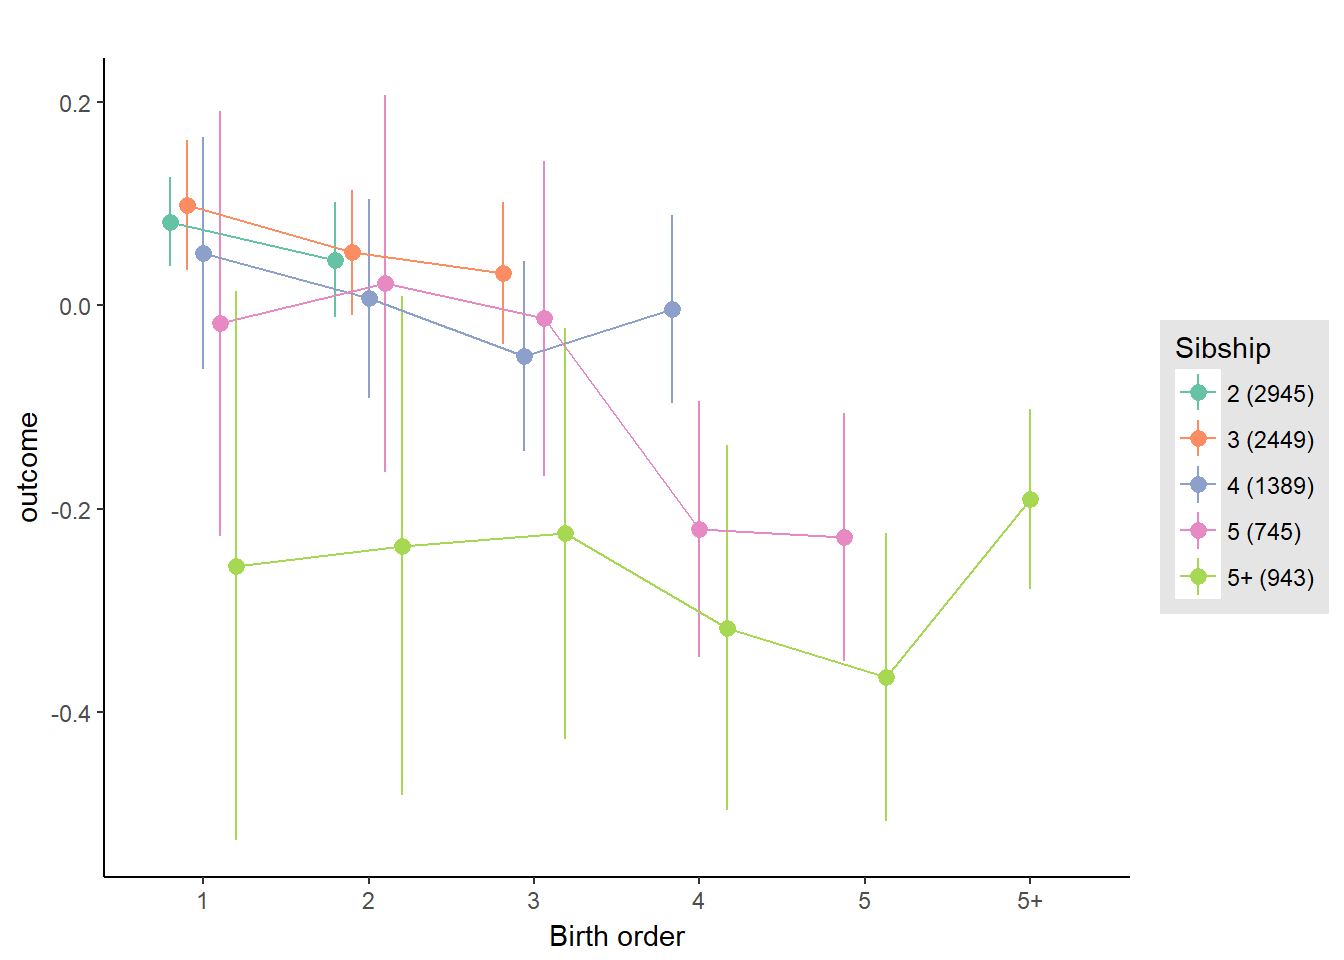 0.2
0.0
-0.2
-0.4
outcome
1 2 3 4 5 5+
Birth order
Sibship
2 (2945)
3 (2449)
4 (1389)
5 (745)
5+ (943)